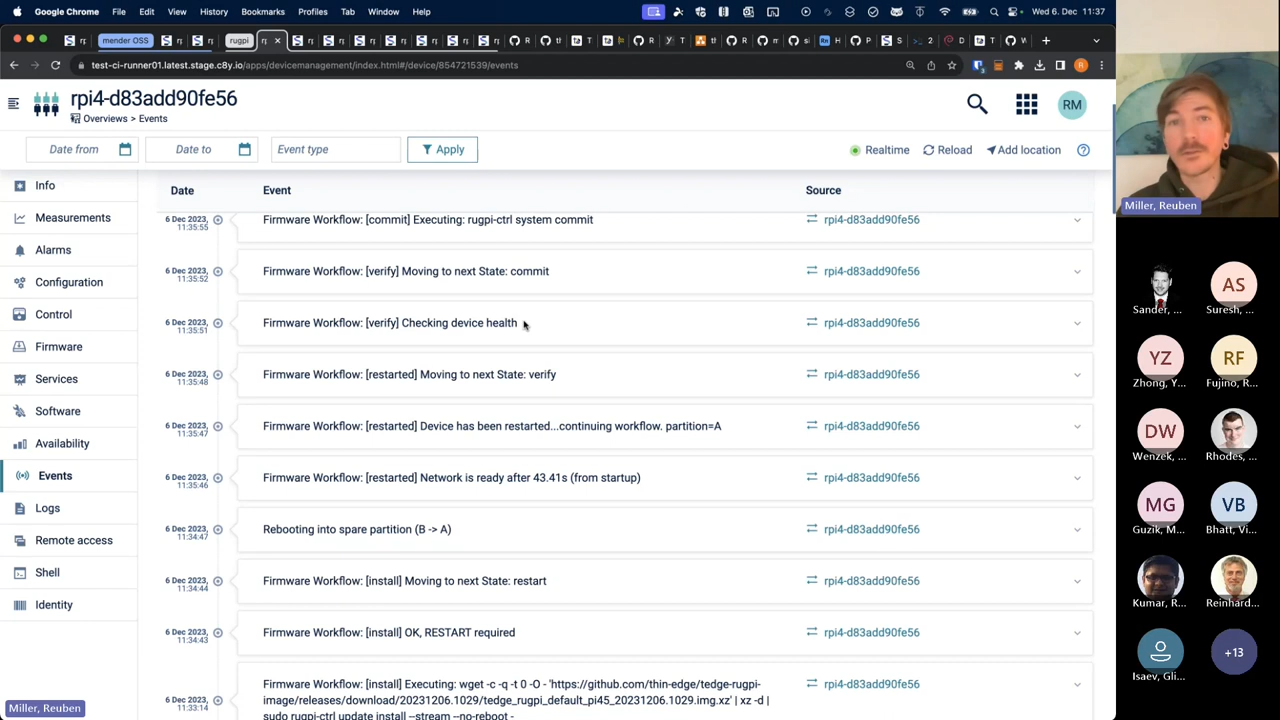 Google Chrome File Edit View History Bookmarks Profiles Tab Window Help Wed 6. Dec 11:37
mender OSS rugpi
test-ci-runner01.latest.stage.c8y.io/apps/devicemanagement/index.html#/device/854721539/events
rpi4-d83add90fe56
Overviews > Events
RM
Date from Date to Event type Apply Realtime Reload Add location
Info
Measurements
Alarms
Configuration
Control
Firmware
Services
Software
Availability
Events
Logs
Remote access
Shell
Identity
Date Event Source
6 Dec 2023, 11:35:55 Firmware Workflow: [commit] Executing: rugpi-ctrl system commit rpi4-d83add90fe56
6 Dec 2023, 11:35:52 Firmware Workflow: [verify] Moving to next State: commit rpi4-d83add90fe56
6 Dec 2023, 11:35:51 Firmware Workflow: [verify] Checking device health rpi4-d83add90fe56
6 Dec 2023, 11:35:48 Firmware Workflow: [restarted] Moving to next State: verify rpi4-d83add90fe56
6 Dec 2023, 11:35:47 Firmware Workflow: [restarted] Device has been restarted...continuing workflow. partition=A rpi4-d83add90fe56
6 Dec 2023, 11:35:46 Firmware Workflow: [restarted] Network is ready after 43.41s (from startup) rpi4-d83add90fe56
6 Dec 2023, 11:34:47 Rebooting into spare partition (B -> A) rpi4-d83add90fe56
6 Dec 2023, 11:34:44 Firmware Workflow: [install] Moving to next State: restart rpi4-d83add90fe56
6 Dec 2023, 11:34:43 Firmware Workflow: [install] OK, RESTART required rpi4-d83add90fe56
6 Dec 2023, 11:33:14 Firmware Workflow: [install] Executing: wget -c -q -t 0 -O - 'https://github.com/thin-edge/tedge-rugpi- rpi4-d83add90fe56
image/releases/download/20231206.1029/tedge_rugpi_default_pi45_20231206.1029.img.xz' | xz -d |
sudo rugpi-ctrl update install --stream --no-reboot -
Miller, Reuben
Miller, Reuben
AS
Sander, ... Suresh, ...
YZ RF
Zhong, Y... Fujino, R...
DW
Wenzek, ... Rhodes, ...
MG VB
Guzik, M... Bhatt, Vi...
Kumar, R... Reinhard...
+13
Isaev, Gli...